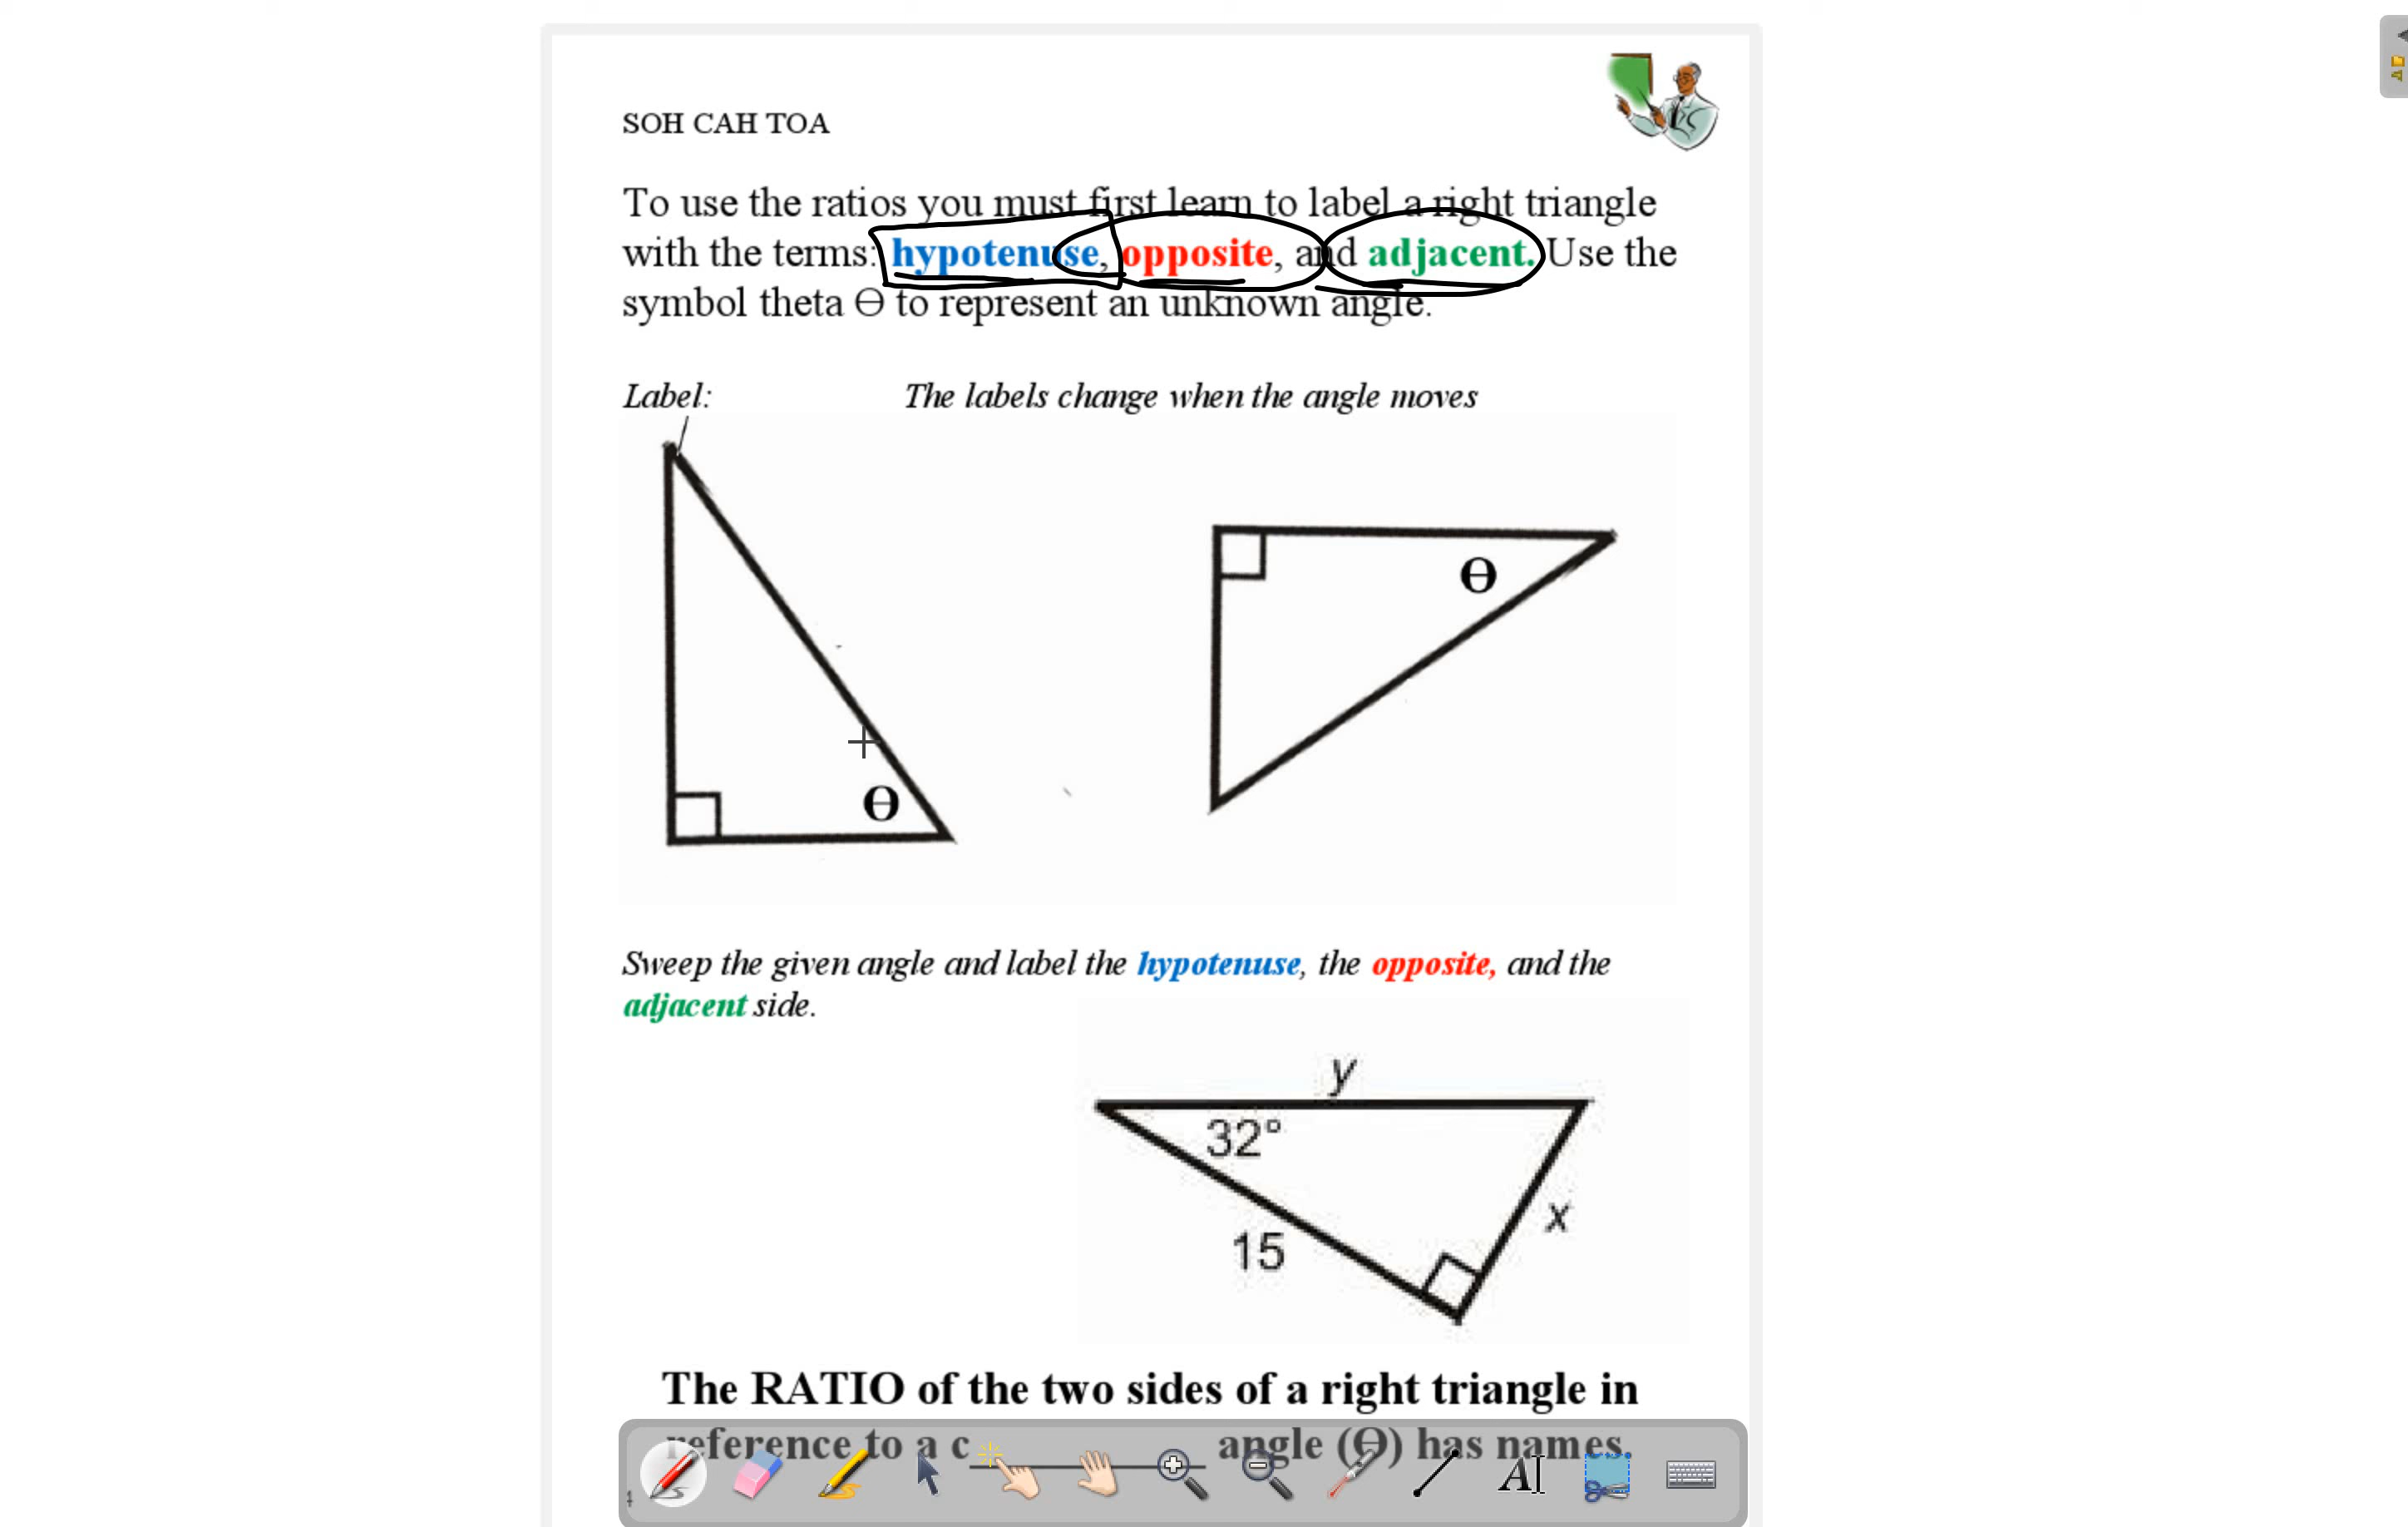 SOH CAH TOA
To use the ratios you must first learn to label a right triangle
with the terms: hypotenuse, opposite, and adjacent. Use the
symbol theta Ɵ to represent an unknown angle.
Label: The labels change when the angle moves
Ɵ
Ɵ
Sweep the given angle and label the hypotenuse, the opposite, and the
adjacent side.
y
32°
x
15
The RATIO of the two sides of a right triangle in
reference to a c angle (Ɵ) has names.
AI